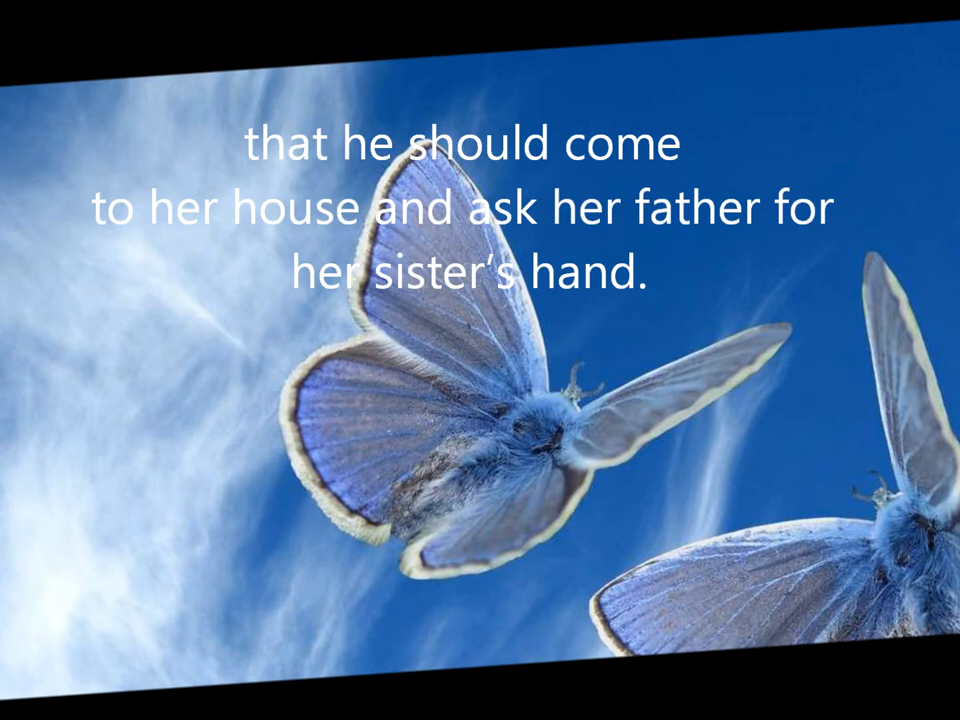 that he should come
to her house and ask her father for
her sister’s hand.